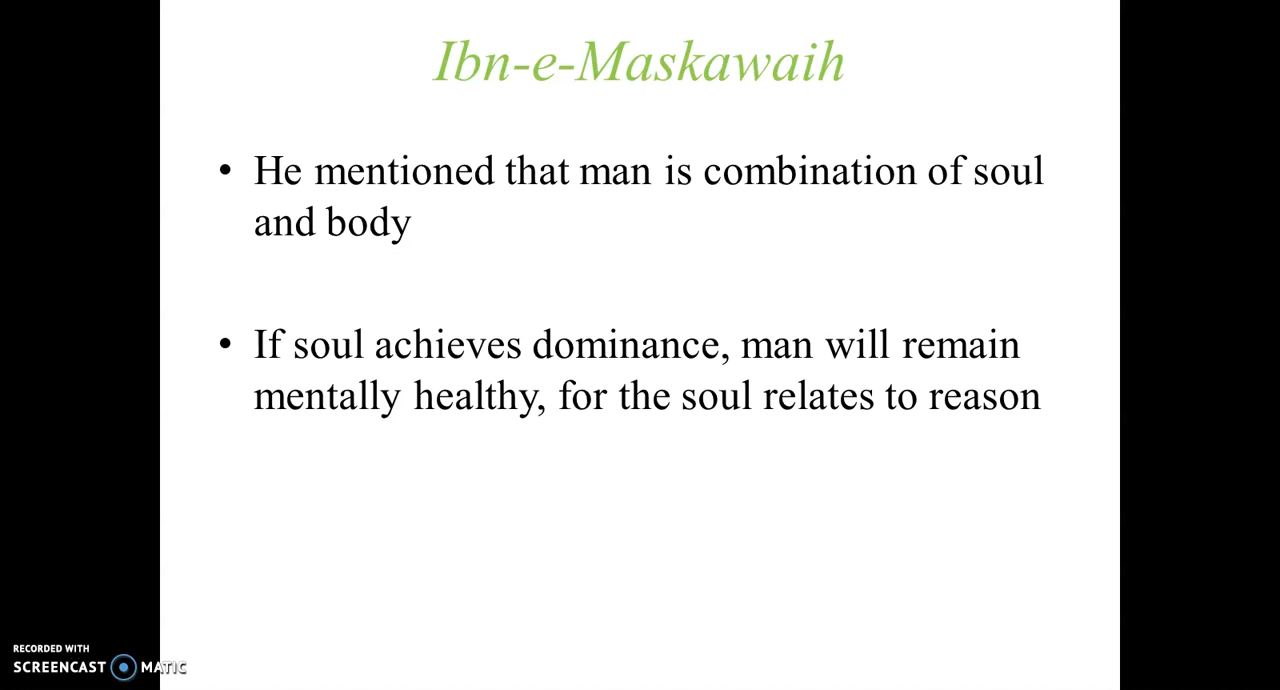 Ibn-e-Maskawaih
• He mentioned that man is combination of soul
and body
• If soul achieves dominance, man will remain
mentally healthy, for the soul relates to reason
RECORDED WITH
SCREENCAST MATIC